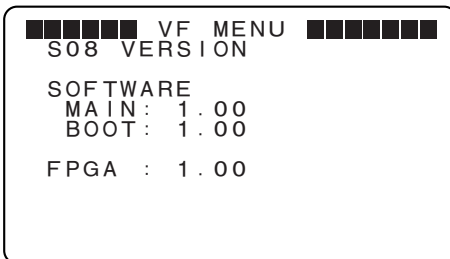 VF MENU
S08 VERSION
SOFTWARE
MAIN: 1.00
BOOT: 1.00
FPGA : 1.00